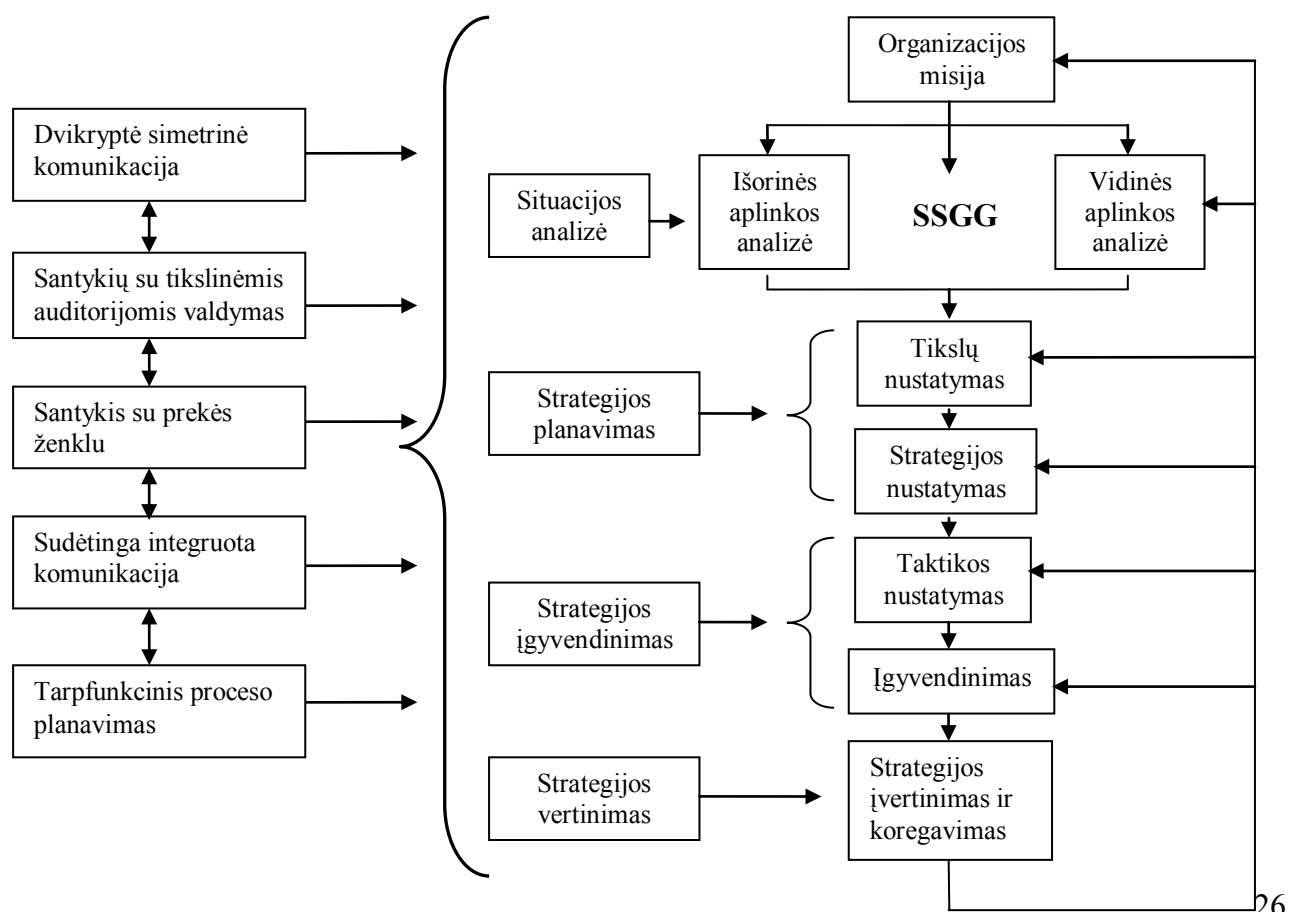 Dvikryptė simetrinė
komunikacija
Santykių su tikslinėmis
auditorijomis valdymas
Santykis su prekės
ženklu
Sudėtinga integruota
komunikacija
Tarpfunkcinis proceso
planavimas
Situacijos
analizė
Strategijos
planavimas
Strategijos
įgyvendinimas
Strategijos
vertinimas
Organizacijos
misija
Išorinės
aplinkos
analizė
SSGG
Vidinės
aplinkos
analizė
Tikslų
nustatymas
Strategijos
nustatymas
Taktikos
nustatymas
Įgyvendinimas
Strategijos
įvertinimas ir
koregavimas
26